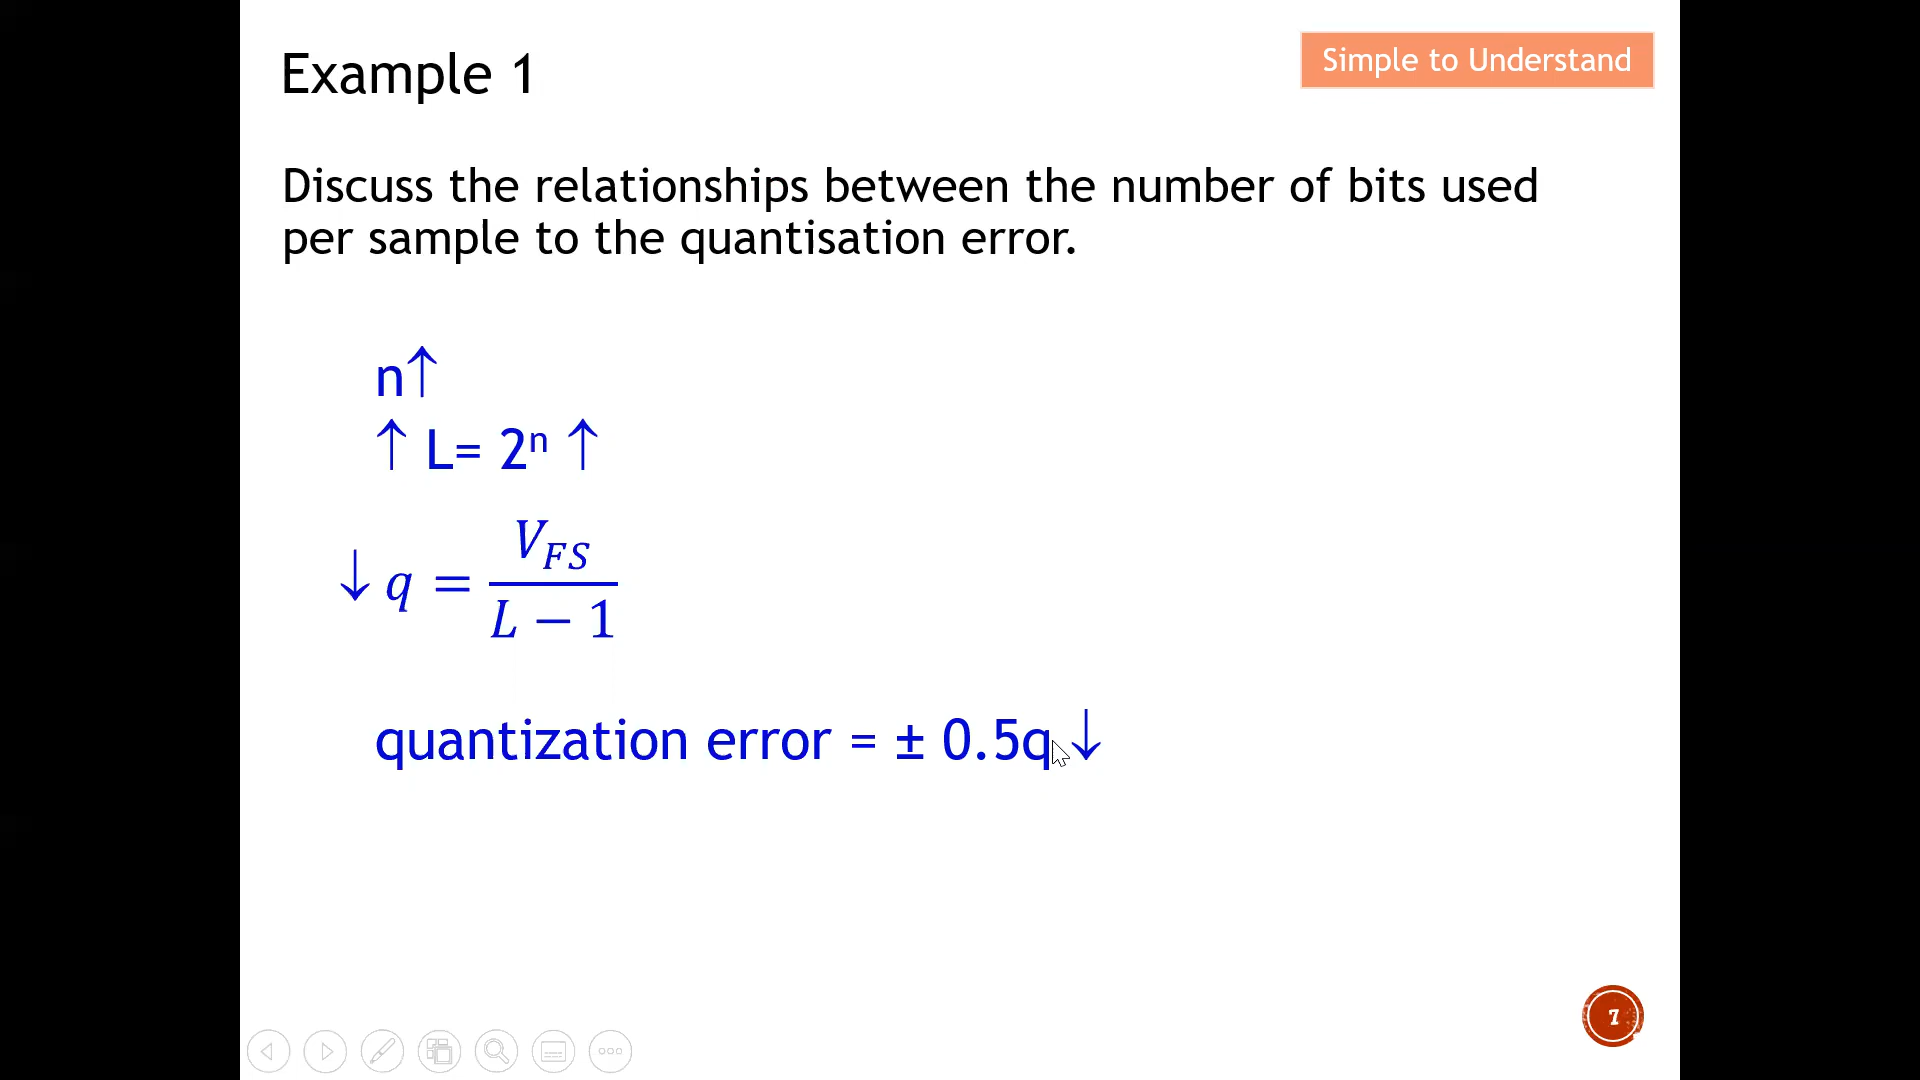 Example 1
Simple to Understand
Discuss the relationships between the number of bits used
per sample to the quantisation error.
n↑
↑ L= 2ⁿ ↑
↓ q = V_FS / (L − 1)
quantization error = ± 0.5q ↓
7